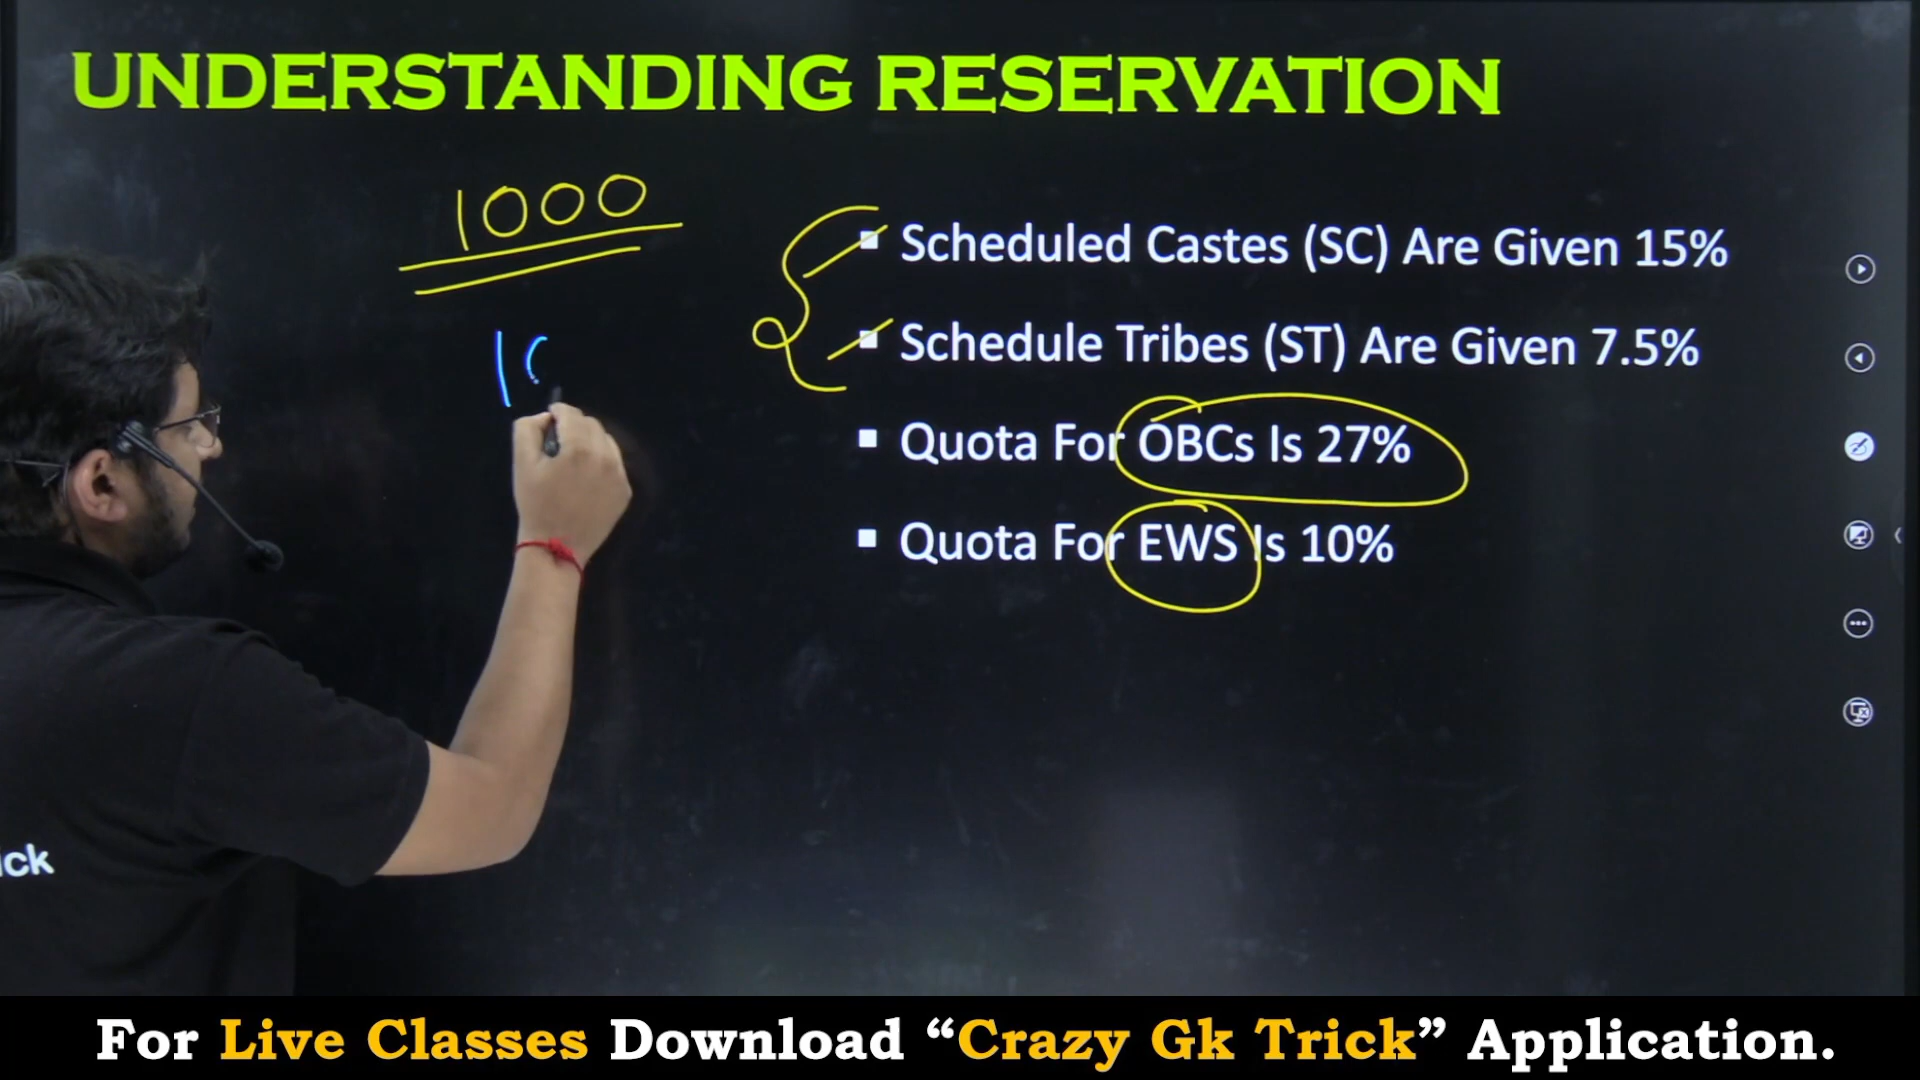 UNDERSTANDING RESERVATION
1000
▪ Scheduled Castes (SC) Are Given 15%
▪ Schedule Tribes (ST) Are Given 7.5%
▪ Quota For OBCs Is 27%
▪ Quota For EWS Is 10%
ick
For Live Classes Download “Crazy Gk Trick” Application.